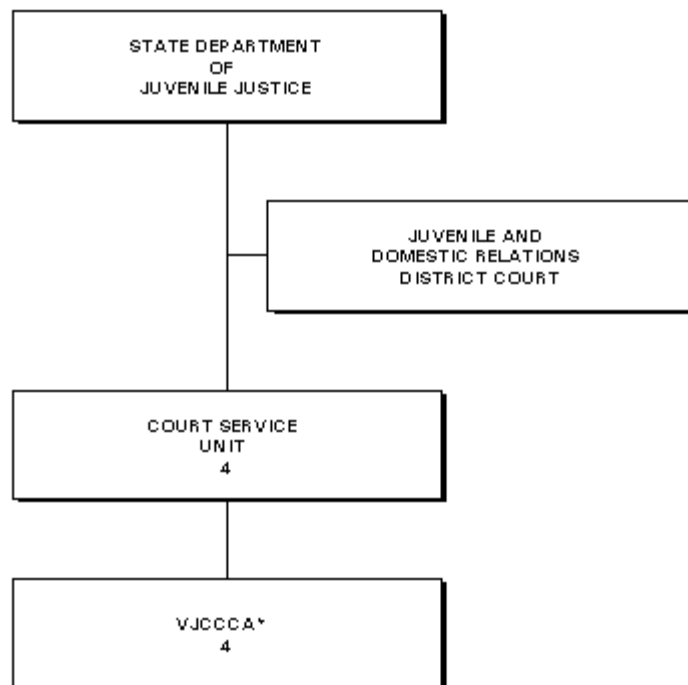 STATE DEPARTMENT
OF
JUVENILE JUSTICE
JUVENILE AND
DOMESTIC RELATIONS
DISTRICT COURT
COURT SERVICE
UNIT
4
VJCCCA*
4